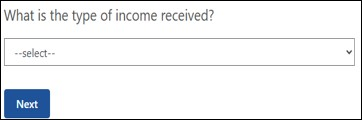 What is the type of income received?
--select--
Next